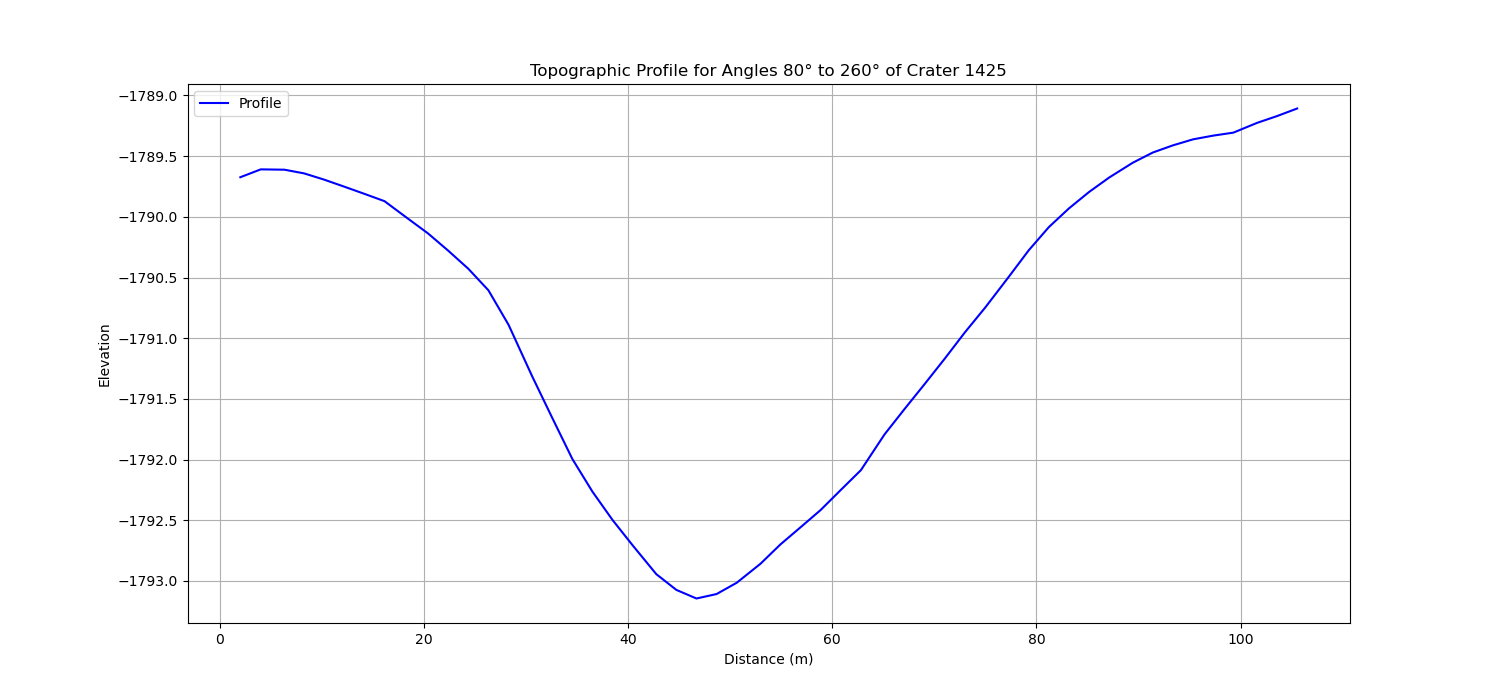 Topographic Profile for Angles 80° to 260° of Crater 1425
Profile
−1789.0
−1789.5
−1790.0
−1790.5
−1791.0
−1791.5
−1792.0
−1792.5
−1793.0
Elevation
0 20 40 60 80 100
Distance (m)